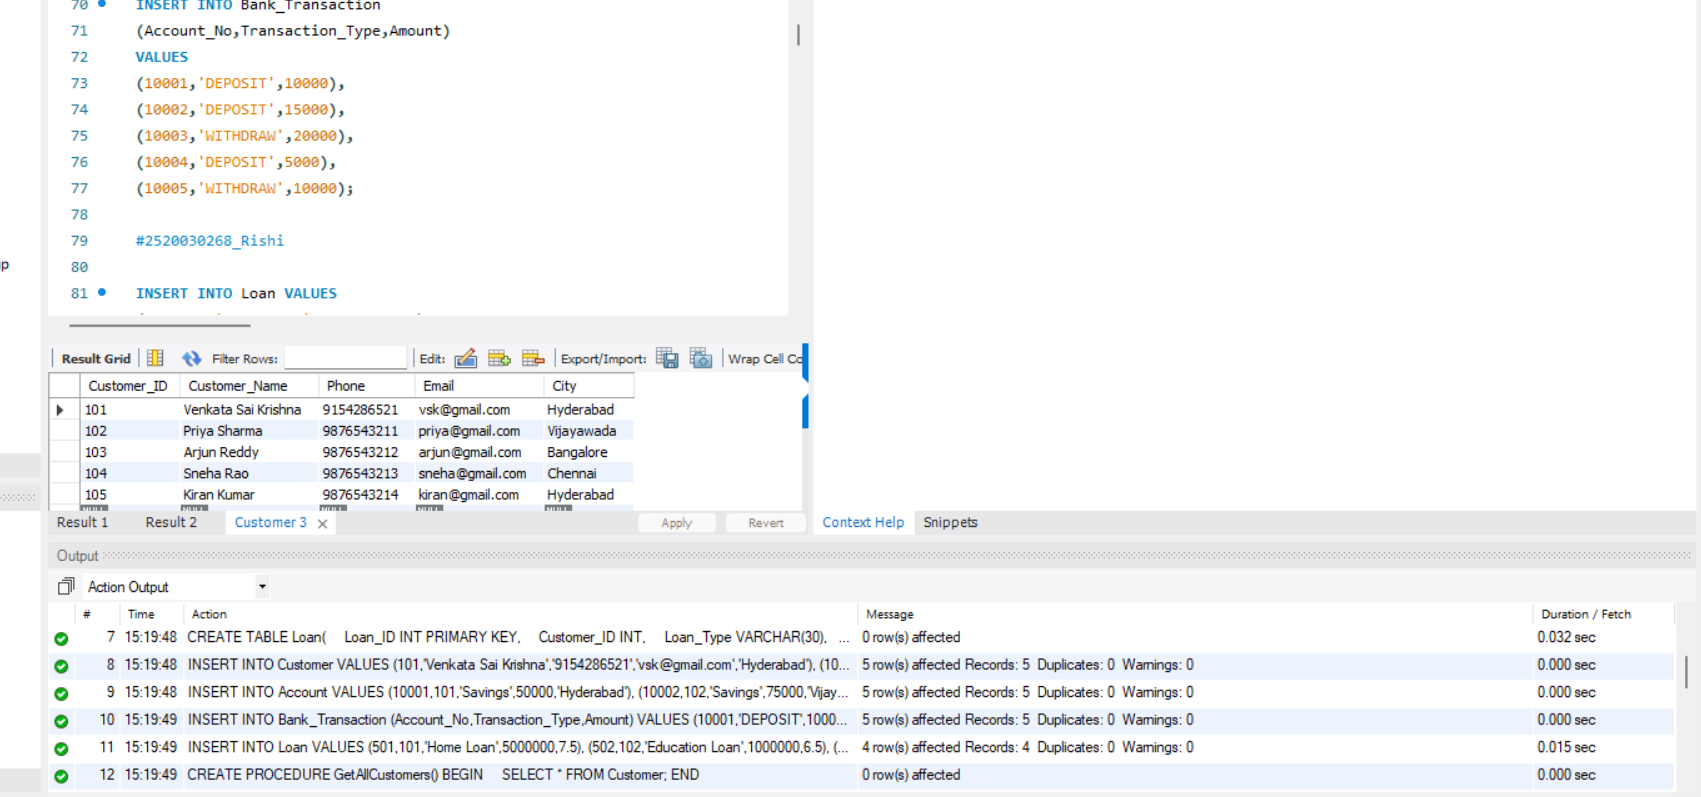 70 INSERT INTO Bank_Transaction
71 (Account_No,Transaction_Type,Amount)
72 VALUES
73 (10001,'DEPOSIT',10000),
74 (10002,'DEPOSIT',15000),
75 (10003,'WITHDRAW',20000),
76 (10004,'DEPOSIT',5000),
77 (10005,'WITHDRAW',10000);
78
79 #2520030268_Rishi
80
81 INSERT INTO Loan VALUES
Result Grid Filter Rows: Edit: Export/Import: Wrap Cell Co
Customer_ID Customer_Name Phone Email City
101 Venkata Sai Krishna 9154286521 vsk@gmail.com Hyderabad
102 Priya Sharma 9876543211 priya@gmail.com Vijayawada
103 Arjun Reddy 9876543212 arjun@gmail.com Bangalore
104 Sneha Rao 9876543213 sneha@gmail.com Chennai
105 Kiran Kumar 9876543214 kiran@gmail.com Hyderabad
NULL NULL NULL NULL NULL
Result 1 Result 2 Customer 3 Apply Revert Context Help Snippets
Output
Action Output
# Time Action Message Duration / Fetch
7 15:19:48 CREATE TABLE Loan( Loan_ID INT PRIMARY KEY, Customer_ID INT, Loan_Type VARCHAR(30), ... 0 row(s) affected 0.032 sec
8 15:19:48 INSERT INTO Customer VALUES (101,'Venkata Sai Krishna','9154286521','vsk@gmail.com','Hyderabad'), (10... 5 row(s) affected Records: 5 Duplicates: 0 Warnings: 0 0.000 sec
9 15:19:48 INSERT INTO Account VALUES (10001,101,'Savings',50000,'Hyderabad'), (10002,102,'Savings',75000,'Vijay... 5 row(s) affected Records: 5 Duplicates: 0 Warnings: 0 0.000 sec
10 15:19:49 INSERT INTO Bank_Transaction (Account_No,Transaction_Type,Amount) VALUES (10001,'DEPOSIT',1000... 5 row(s) affected Records: 5 Duplicates: 0 Warnings: 0 0.000 sec
11 15:19:49 INSERT INTO Loan VALUES (501,101,'Home Loan',5000000,7.5), (502,102,'Education Loan',1000000,6.5), (... 4 row(s) affected Records: 4 Duplicates: 0 Warnings: 0 0.015 sec
12 15:19:49 CREATE PROCEDURE GetAllCustomers() BEGIN SELECT * FROM Customer; END 0 row(s) affected 0.000 sec